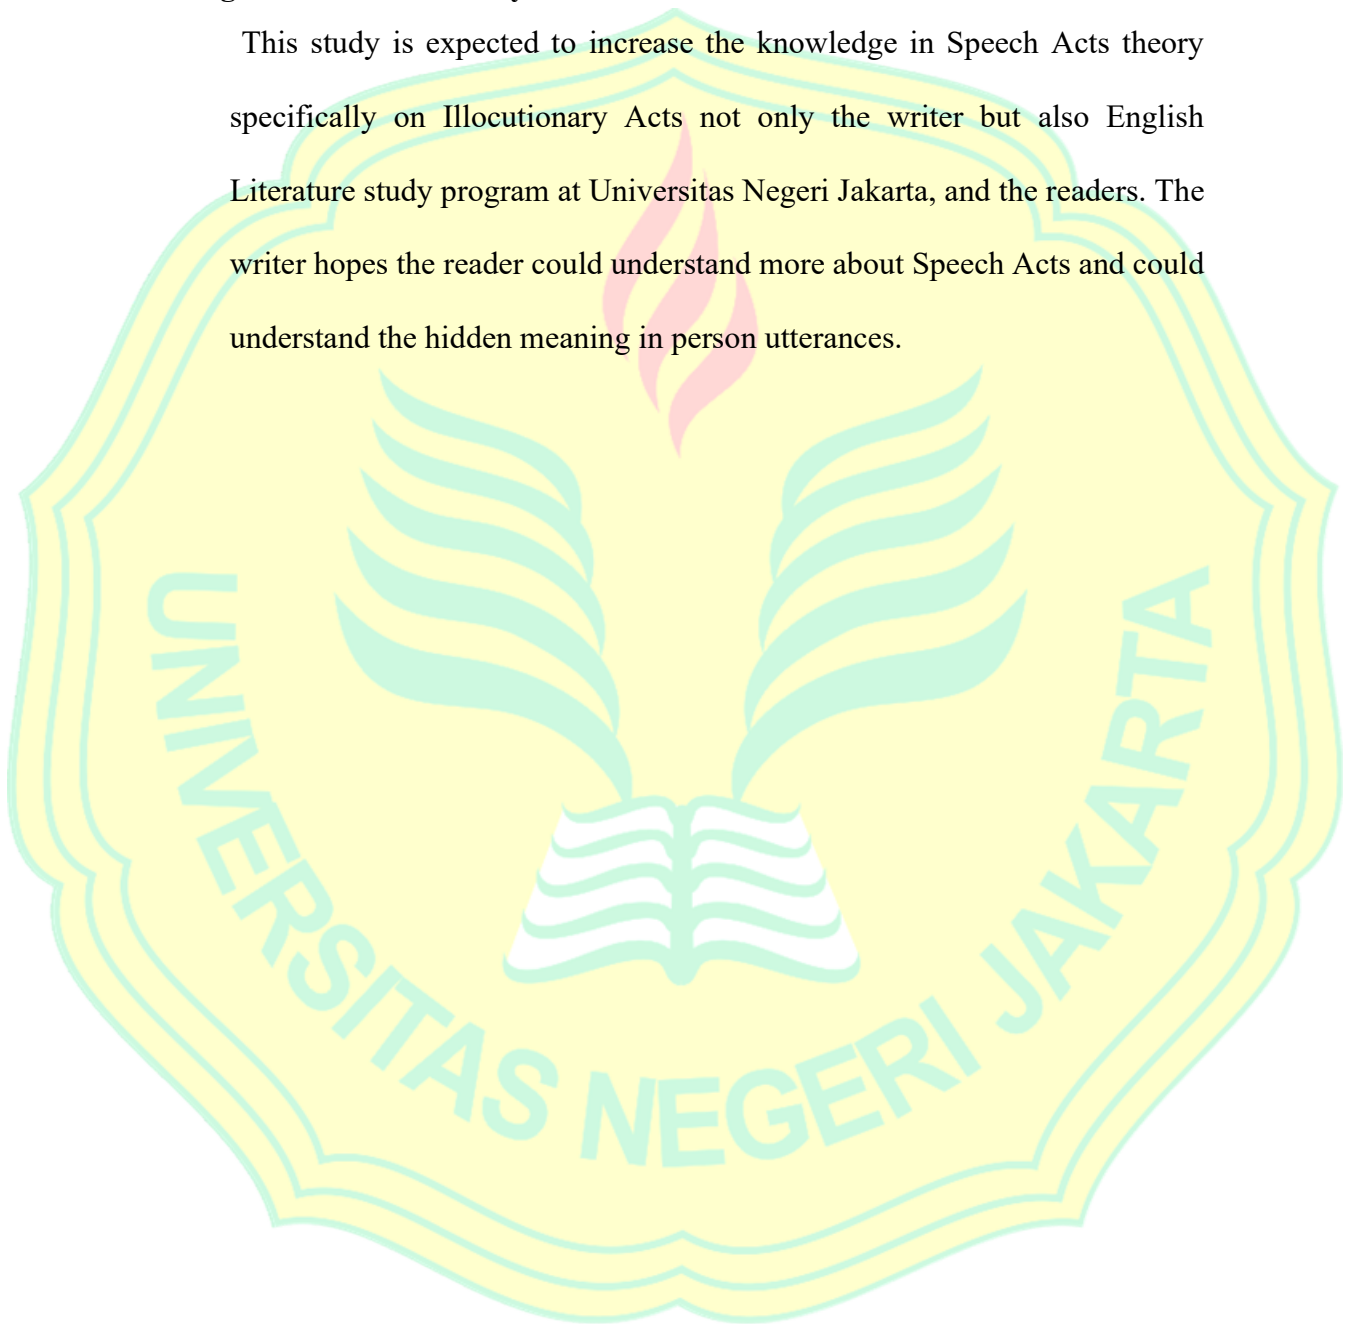 This study is expected to increase the knowledge in Speech Acts theory
specifically on Illocutionary Acts not only the writer but also English
Literature study program at Universitas Negeri Jakarta, and the readers. The
writer hopes the reader could understand more about Speech Acts and could
understand the hidden meaning in person utterances.
UNIVERSITAS NEGERI JAKARTA